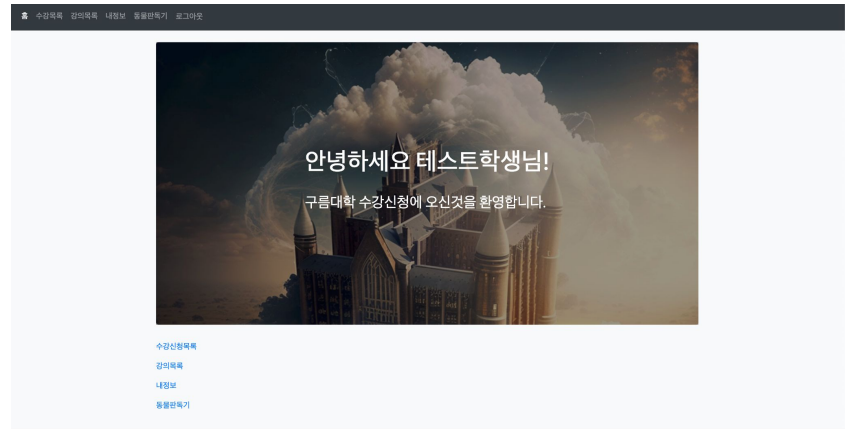 홈 수강목록 강의목록 내정보 동물판독기 로그아웃
안녕하세요 테스트학생님!
구름대학 수강신청에 오신것을 환영합니다.
수강신청목록
강의목록
내정보
동물판독기